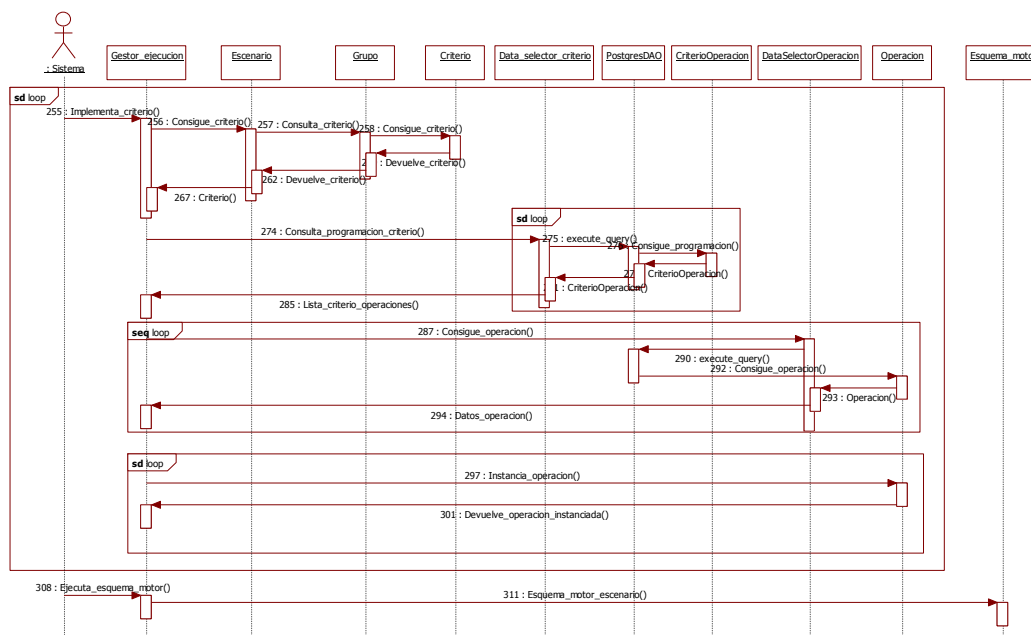 : Sistema
Gestor_ejecucion
Escenario
Grupo
Criterio
Data_selector_criterio
PostgresDAO
CriterioOperacion
DataSelectorOperacion
Operacion
Esquema_motor
sd loop
255 : Implementa_criterio()
256 : Consigue_criterio()
257 : Consulta_criterio()
258 : Consigue_criterio()
: Devuelve_criterio()
262 : Devuelve_criterio()
267 : Criterio()
sd loop
274 : Consulta_programacion_criterio()
275 : execute_query()
Consigue_programacion()
CriterioOperacion()
: CriterioOperacion()
285 : Lista_criterio_operaciones()
seq loop
287 : Consigue_operacion()
290 : execute_query()
292 : Consigue_operacion()
293 : Operacion()
294 : Datos_operacion()
sd loop
297 : Instancia_operacion()
301 : Devuelve_operacion_instanciada()
308 : Ejecuta_esquema_motor()
311 : Esquema_motor_escenario()